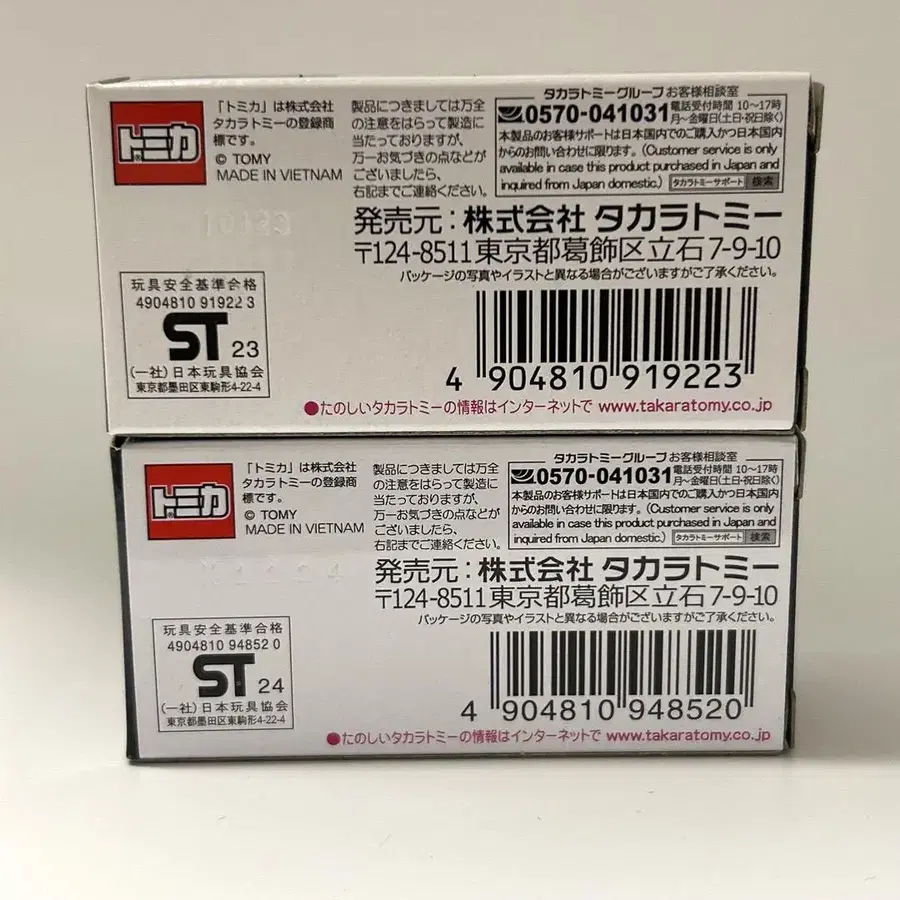 トミカ
「トミカ」は株式会社
タカラトミーの登録商
標です。
© TOMY
MADE IN VIETNAM
製品につきましては万全
の注意をはらって製造に
当たっておりますが、
万一お気づきの点などが
ございましたら、
右記までご連絡ください。
タカラトミーグループ お客様相談室
0570-041031 電話受付時間 10〜17時
月〜金曜日(土日・祝日除く)
本製品のお客様サポートは日本国内でのご購入かつ日本国内
からのお問い合わせに限ります。(Customer service is only
available in case this product purchased in Japan and
inquired from Japan domestic.) タカラトミーサポート 検索
発売元:株式会社 タカラトミー
〒124-8511東京都葛飾区立石7-9-10
パッケージの写真やイラストと異なる場合がございますがご了承ください。
玩具安全基準合格
4904810 919223
ST 23
(一社)日本玩具協会
東京都墨田区東駒形4-22-4
4 904810 919223
●たのしいタカラトミーの情報はインターネットで www.takaratomy.co.jp
トミカ
「トミカ」は株式会社
タカラトミーの登録商
標です。
© TOMY
MADE IN VIETNAM
製品につきましては万全
の注意をはらって製造に
当たっておりますが、
万一お気づきの点などが
ございましたら、
右記までご連絡ください。
タカラトミーグループ お客様相談室
0570-041031 電話受付時間 10〜17時
月〜金曜日(土日・祝日除く)
本製品のお客様サポートは日本国内でのご購入かつ日本国内
からのお問い合わせに限ります。(Customer service is only
available in case this product purchased in Japan and
inquired from Japan domestic.) タカラトミーサポート 検索
発売元:株式会社 タカラトミー
〒124-8511東京都葛飾区立石7-9-10
パッケージの写真やイラストと異なる場合がございますがご了承ください。
玩具安全基準合格
4904810 948520
ST 24
(一社)日本玩具協会
東京都墨田区東駒形4-22-4
4 904810 948520
●たのしいタカラトミーの情報はインターネットで www.takaratomy.co.jp